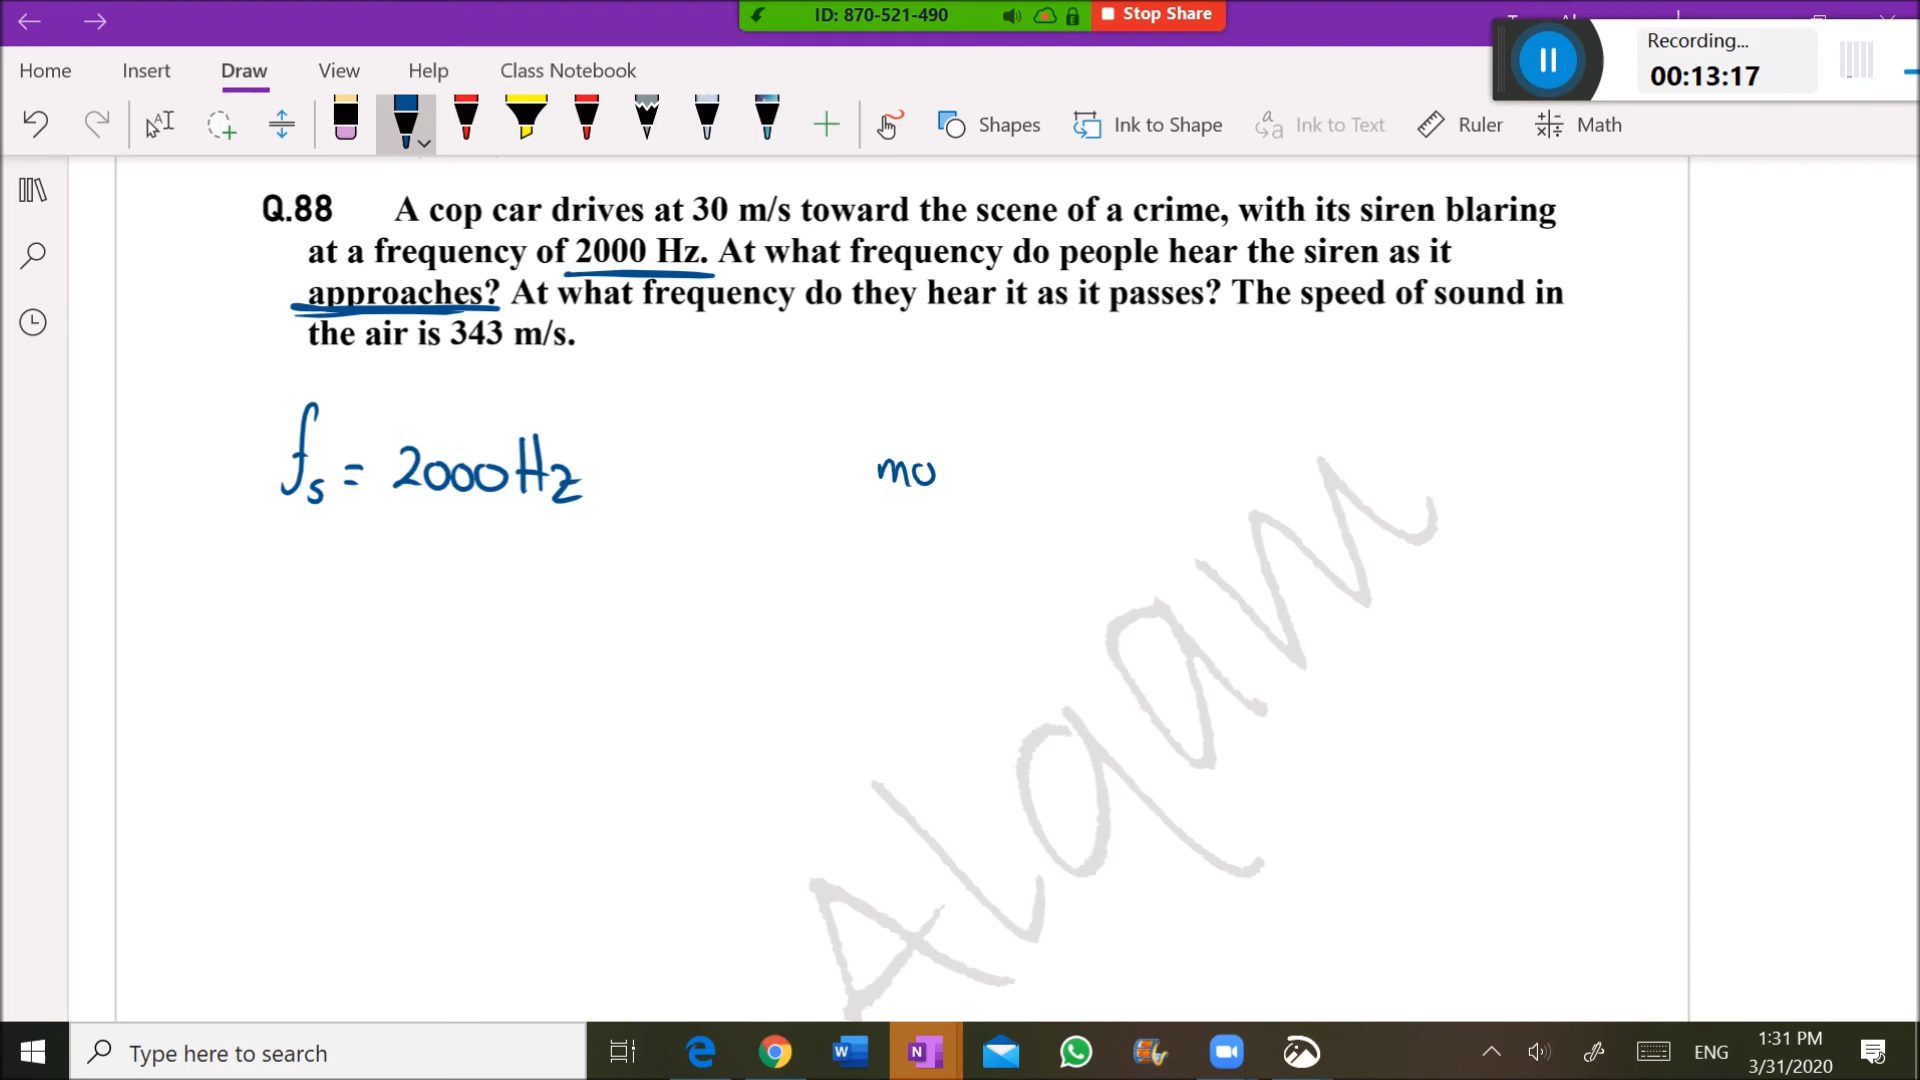 ID: 870-521-490
Stop Share
Recording...
00:13:17
Home Insert Draw View Help Class Notebook
Shapes Ink to Shape Ink to Text Ruler Math
Q.88 A cop car drives at 30 m/s toward the scene of a crime, with its siren blaring
at a frequency of 2000 Hz. At what frequency do people hear the siren as it
approaches? At what frequency do they hear it as it passes? The speed of sound in
the air is 343 m/s.
fs = 2000Hz mo
Alqam
Type here to search
ENG
1:31 PM
3/31/2020